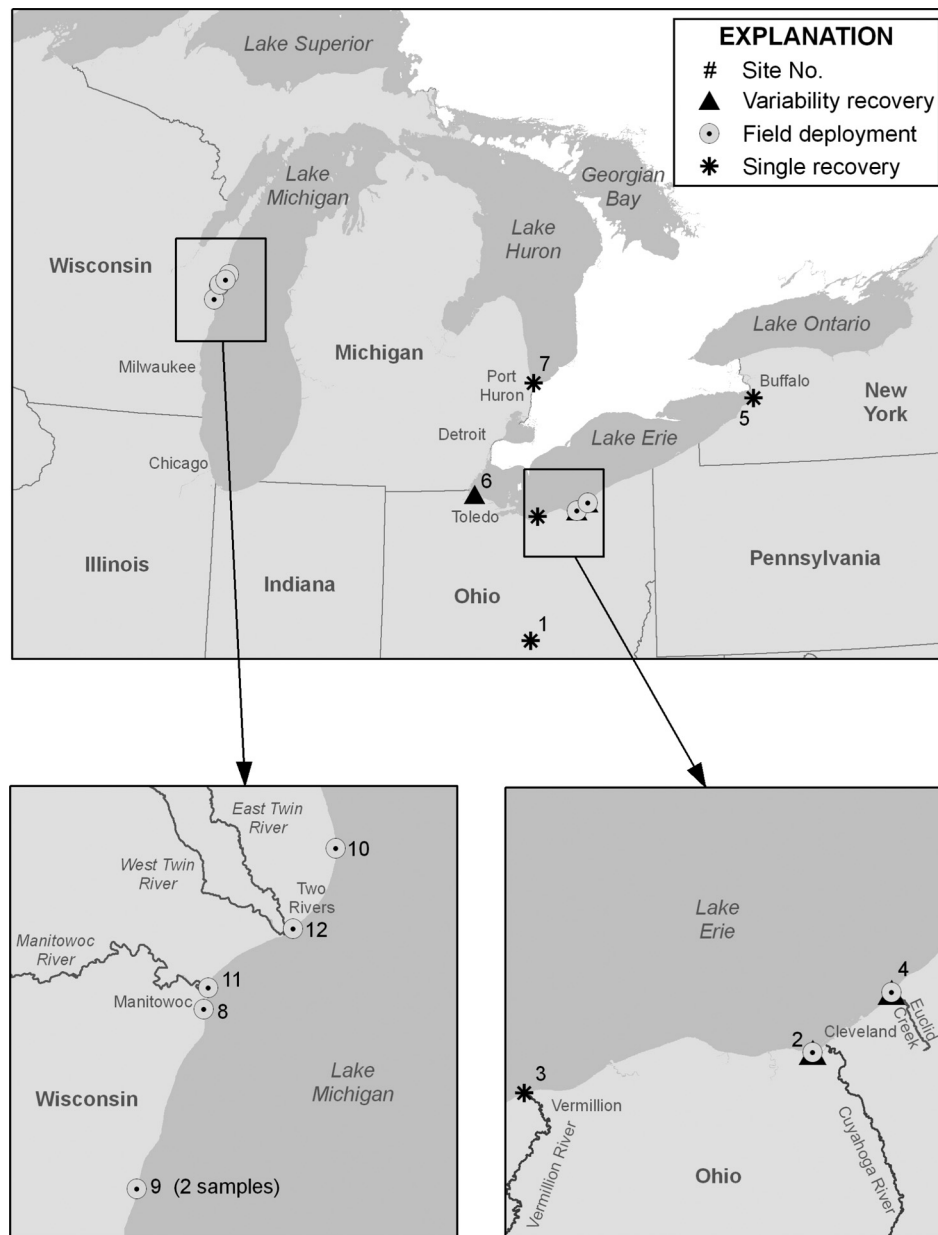 Lake Superior
EXPLANATION
# Site No.
Variability recovery
Field deployment
Single recovery
Lake
Michigan
Georgian
Bay
Lake
Huron
Wisconsin
Lake Ontario
Michigan
Milwaukee
7
Port
Huron
Buffalo
5
New
York
Detroit
Lake Erie
Chicago
6
Toledo
Illinois
Indiana
Ohio
Pennsylvania
1
East Twin
River
West Twin
River
10
Two
Rivers
12
Manitowoc
River
11
Manitowoc
8
Wisconsin
Lake
Michigan
9 (2 samples)
Lake
Erie
4
Euclid
Creek
2
Cleveland
3
Vermillion
Vermillion River
Cuyahoga River
Ohio